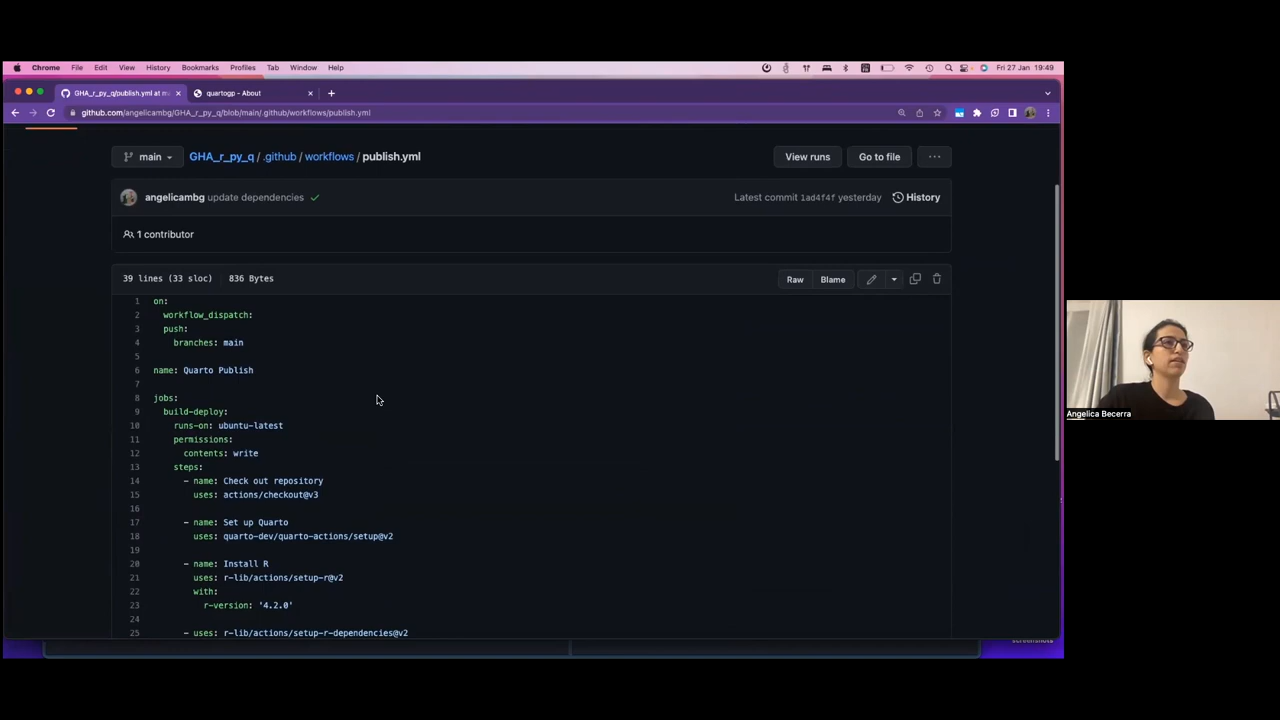 Chrome File Edit View History Bookmarks Profiles Tab Window Help Fri 27 Jan 19:49
GHA_r_py_q/publish.yml at m quartogp – About
github.com/angelicambg/GHA_r_py_q/blob/main/.github/workflows/publish.yml
main GHA_r_py_q / .github / workflows / publish.yml View runs Go to file ...
angelicambg update dependencies Latest commit 1ad4f4f yesterday History
1 contributor
39 lines (33 sloc) 836 Bytes Raw Blame
1 on:
2 workflow_dispatch:
3 push:
4 branches: main
5
6 name: Quarto Publish
7
8 jobs:
9 build-deploy:
10 runs-on: ubuntu-latest
11 permissions:
12 contents: write
13 steps:
14 - name: Check out repository
15 uses: actions/checkout@v3
16
17 - name: Set up Quarto
18 uses: quarto-dev/quarto-actions/setup@v2
19
20 - name: Install R
21 uses: r-lib/actions/setup-r@v2
22 with:
23 r-version: '4.2.0'
24
25 - uses: r-lib/actions/setup-r-dependencies@v2
screenshots
Angelica Becerra